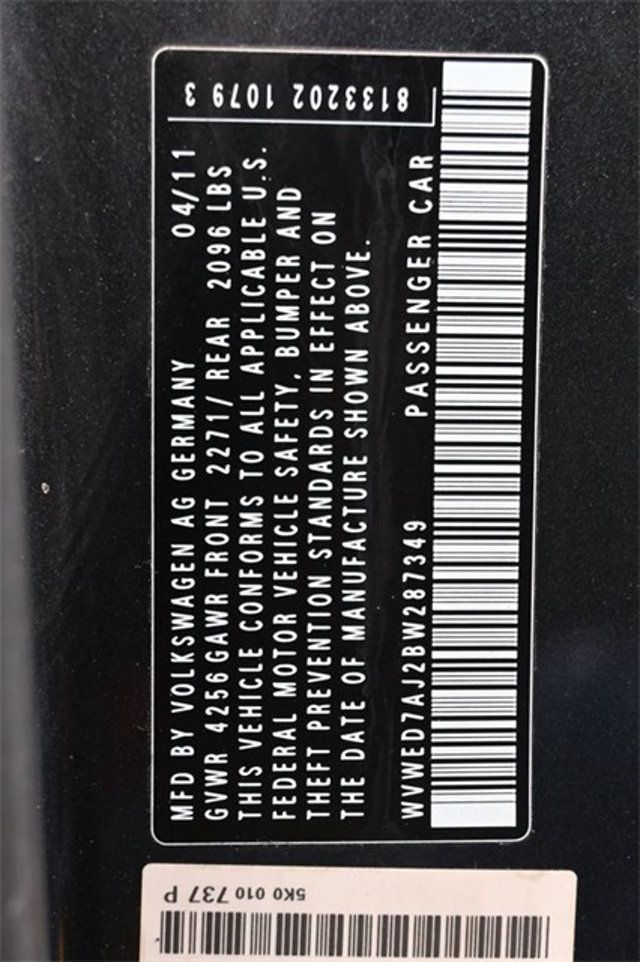 MFD BY VOLKSWAGEN AG GERMANY 04/11
GVWR 4256 GAWR FRONT 2271/ REAR 2096 LBS
THIS VEHICLE CONFORMS TO ALL APPLICABLE U.S.
FEDERAL MOTOR VEHICLE SAFETY, BUMPER AND
THEFT PREVENTION STANDARDS IN EFFECT ON
THE DATE OF MANUFACTURE SHOWN ABOVE.
WVWED7AJ2BW287349 PASSENGER CAR
8133202 1079 3
5K0 010 737 P